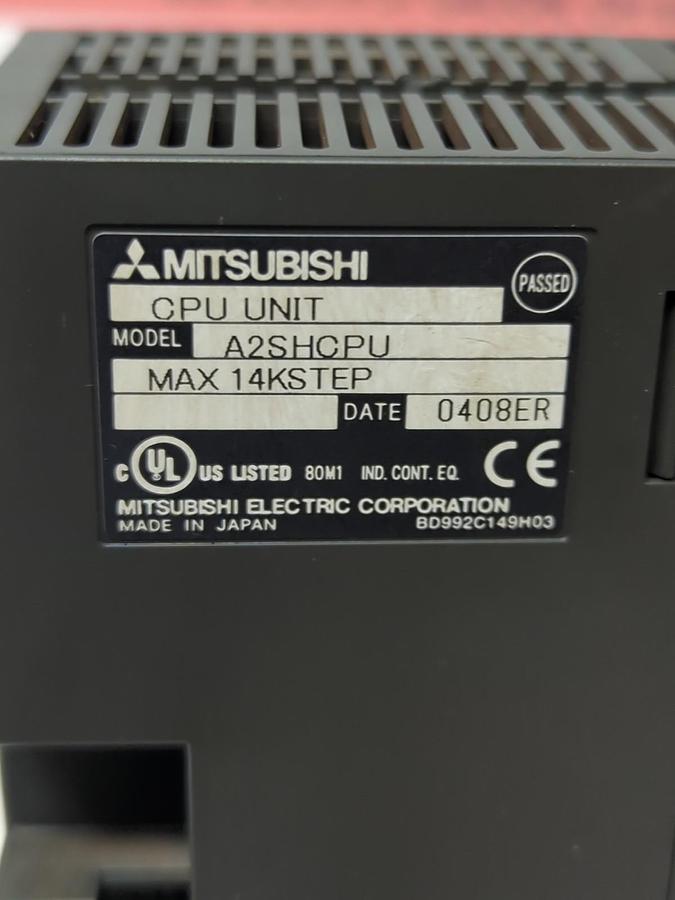 MITSUBISHI
PASSED
CPU UNIT
MODEL A2SHCPU
MAX 14KSTEP
DATE 0408ER
C UL US LISTED 80M1 IND. CONT. EQ. CE
MITSUBISHI ELECTRIC CORPORATION
MADE IN JAPAN BD992C149H03